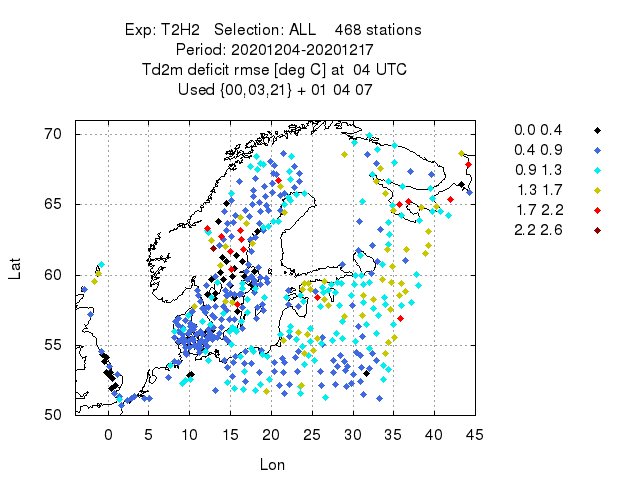 Exp: T2H2 Selection: ALL 468 stations
Period: 20201204-20201217
Td2m deficit rmse [deg C] at 04 UTC
Used {00,03,21} + 01 04 07
0.0 0.4
0.4 0.9
0.9 1.3
1.3 1.7
1.7 2.2
2.2 2.6
70
65
60
55
50
Lat
0 5 10 15 20 25 30 35 40 45
Lon